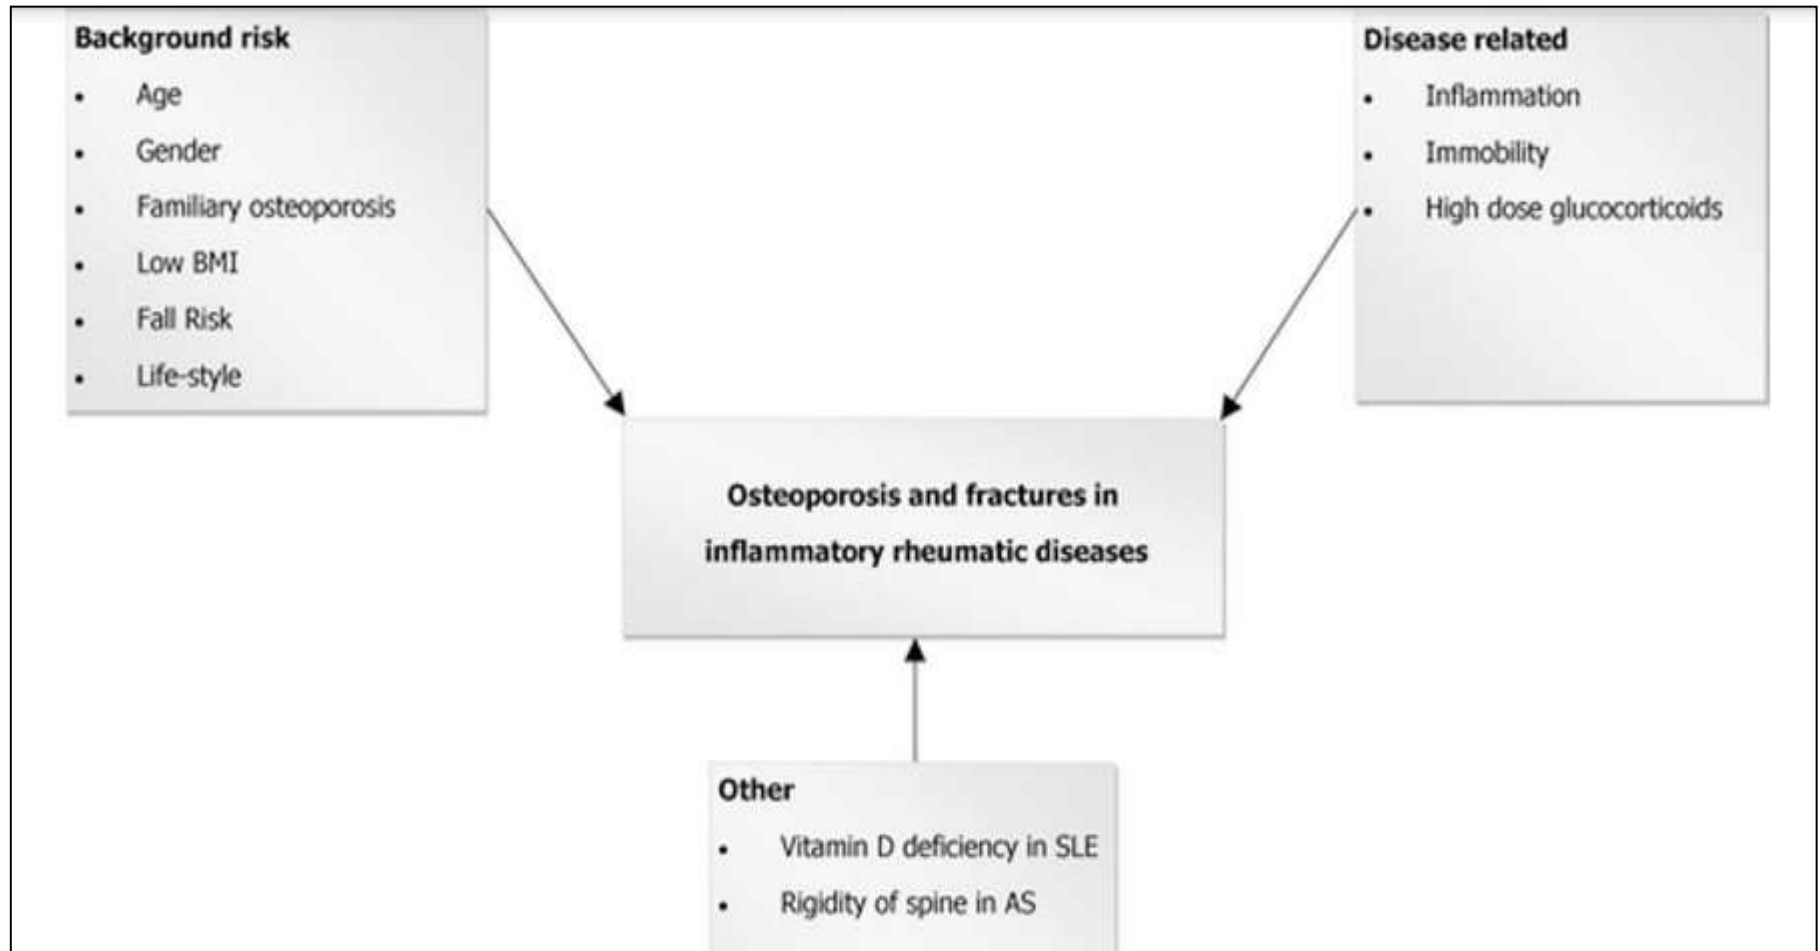 Background risk
• Age
• Gender
• Familiary osteoporosis
• Low BMI
• Fall Risk
• Life-style
Disease related
• Inflammation
• Immobility
• High dose glucocorticoids
Osteoporosis and fractures in
inflammatory rheumatic diseases
Other
• Vitamin D deficiency in SLE
• Rigidity of spine in AS